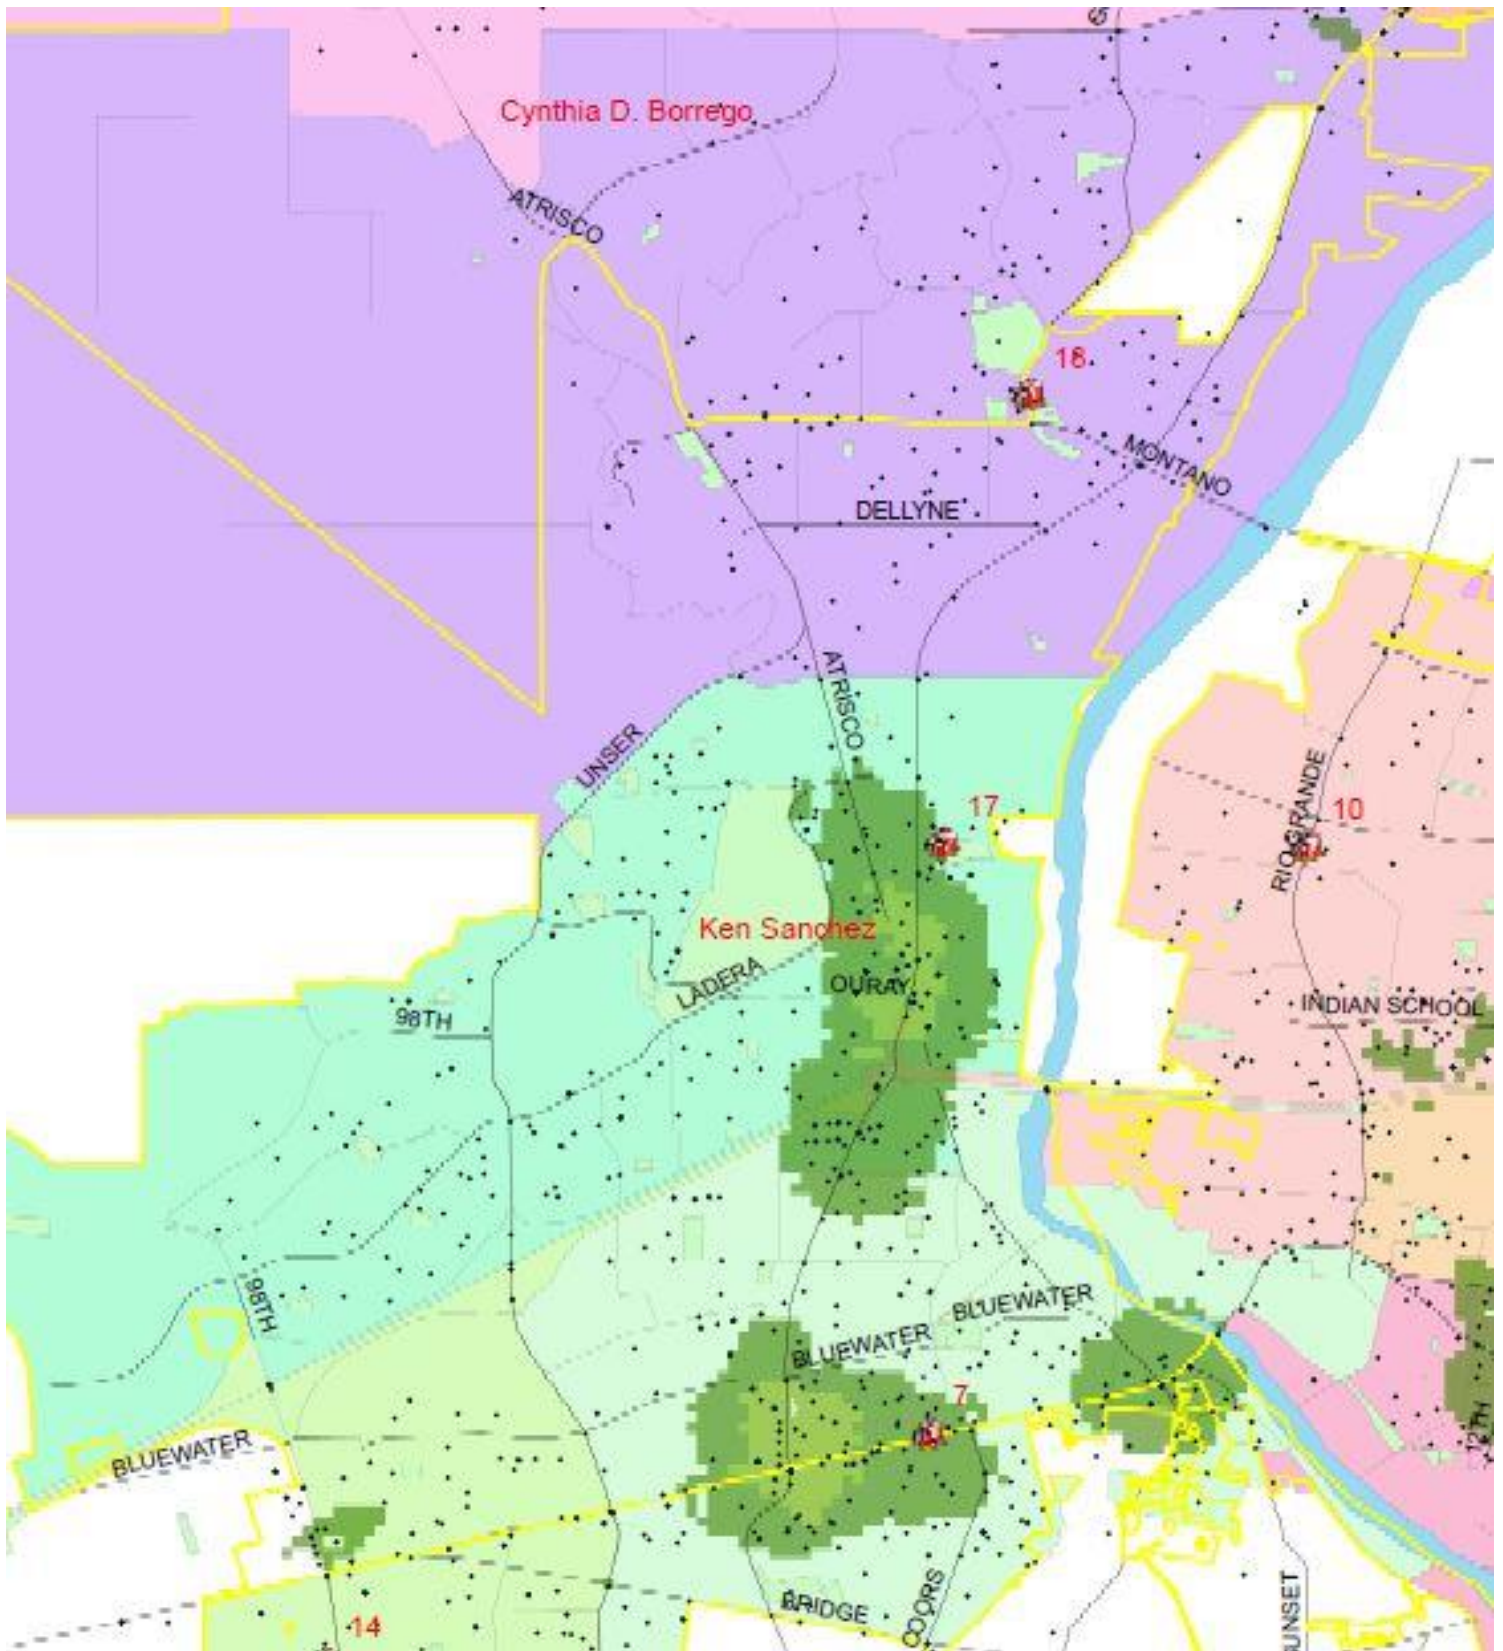 Cynthia D. Borrego
ATRISCO
18
MONTANO
DELLYNE
ATRISCO
UNSER
17
10
RIO GRANDE
Ken Sanchez
LADERA
OURAY
INDIAN SCHOOL
98TH
98TH
BLUEWATER
BLUEWATER
7
12TH
BLUEWATER
BRIDGE
COORS
14